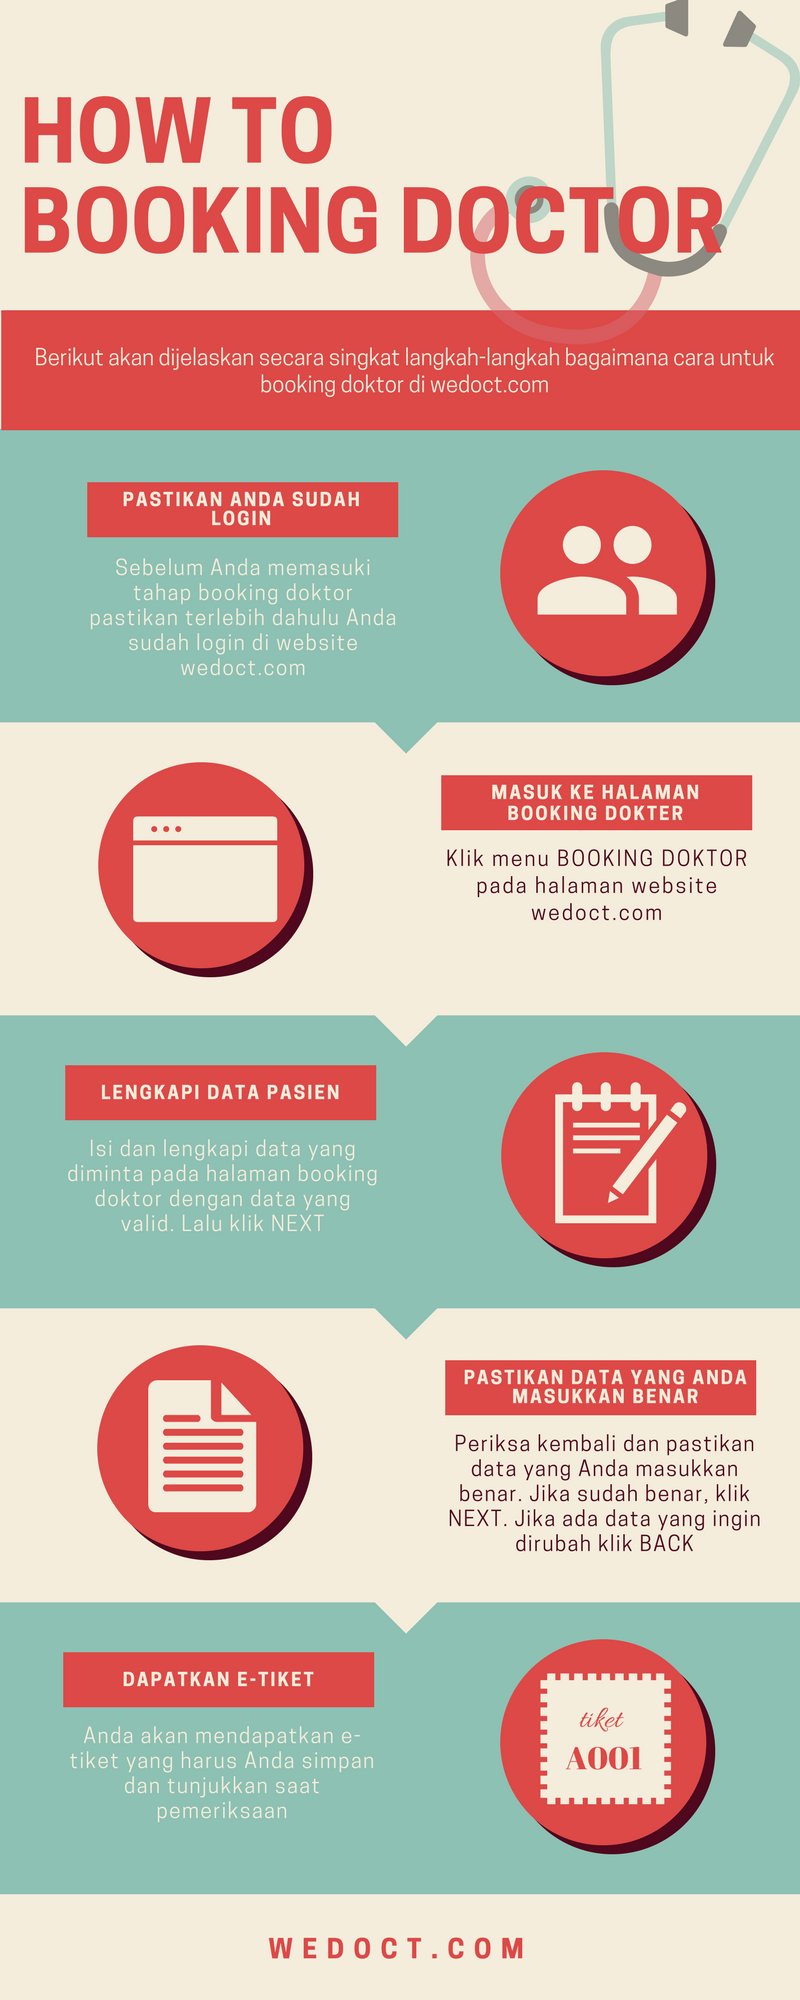 HOW TO
BOOKING DOCTOR
Berikut akan dijelaskan secara singkat langkah-langkah bagaimana cara untuk
booking doktor di wedoct.com
PASTIKAN ANDA SUDAH
LOGIN
Sebelum Anda memasuki
tahap booking doktor
pastikan terlebih dahulu Anda
sudah login di website
wedoct.com
MASUK KE HALAMAN
BOOKING DOKTER
Klik menu BOOKING DOKTOR
pada halaman website
wedoct.com
LENGKAPI DATA PASIEN
Isi dan lengkapi data yang
diminta pada halaman booking
doktor dengan data yang
valid. Lalu klik NEXT
PASTIKAN DATA YANG ANDA
MASUKKAN BENAR
Periksa kembali dan pastikan
data yang Anda masukkan
benar. Jika sudah benar, klik
NEXT. Jika ada data yang ingin
dirubah klik BACK
DAPATKAN E-TIKET
Anda akan mendapatkan e-
tiket yang harus Anda simpan
dan tunjukkan saat
pemeriksaan
tiket
A001
WEDOCT.COM